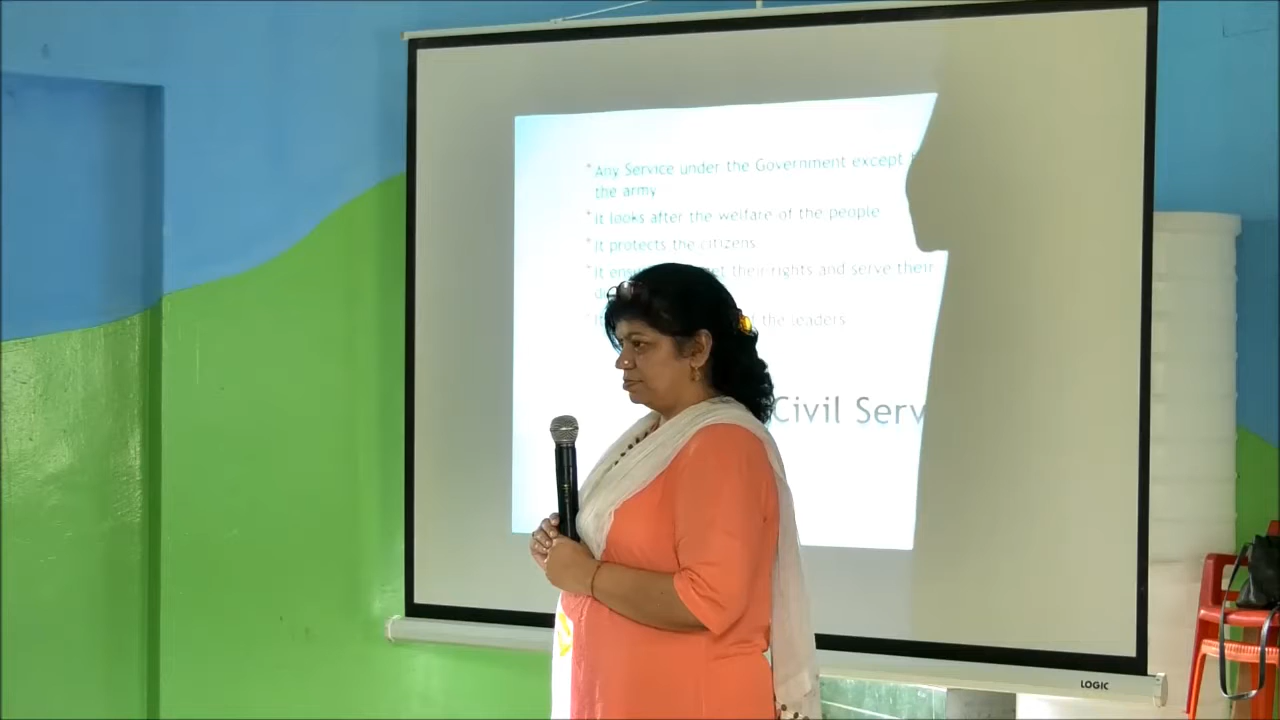 * Any Service under the Government except
the army
* It looks after the welfare of the people
* It protects the citizens
* It their rights and serve their
the leaders
Civil Serv
LOGIC